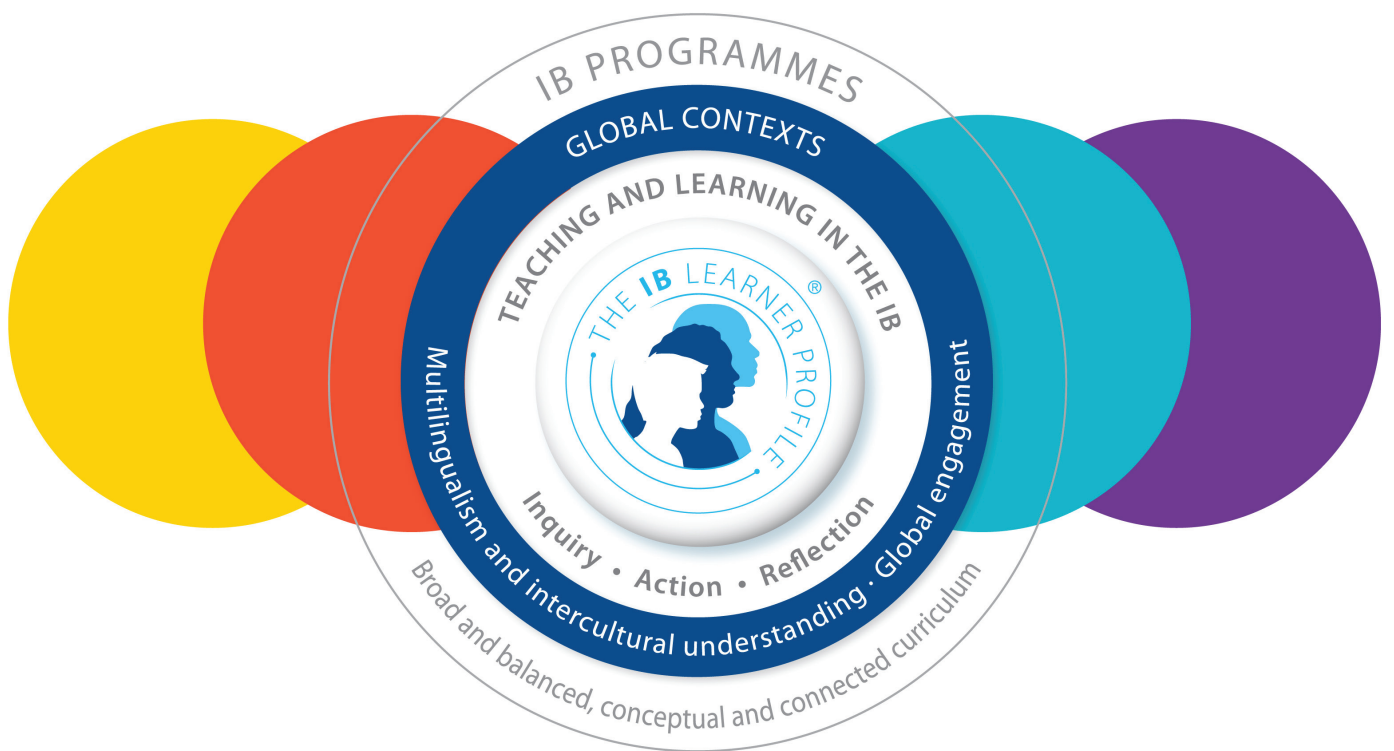 IB PROGRAMMES
GLOBAL CONTEXTS
TEACHING AND LEARNING IN THE IB
THE IB LEARNER PROFILE ®
Inquiry • Action • Reflection
Multilingualism and intercultural understanding · Global engagement
Broad and balanced, conceptual and connected curriculum